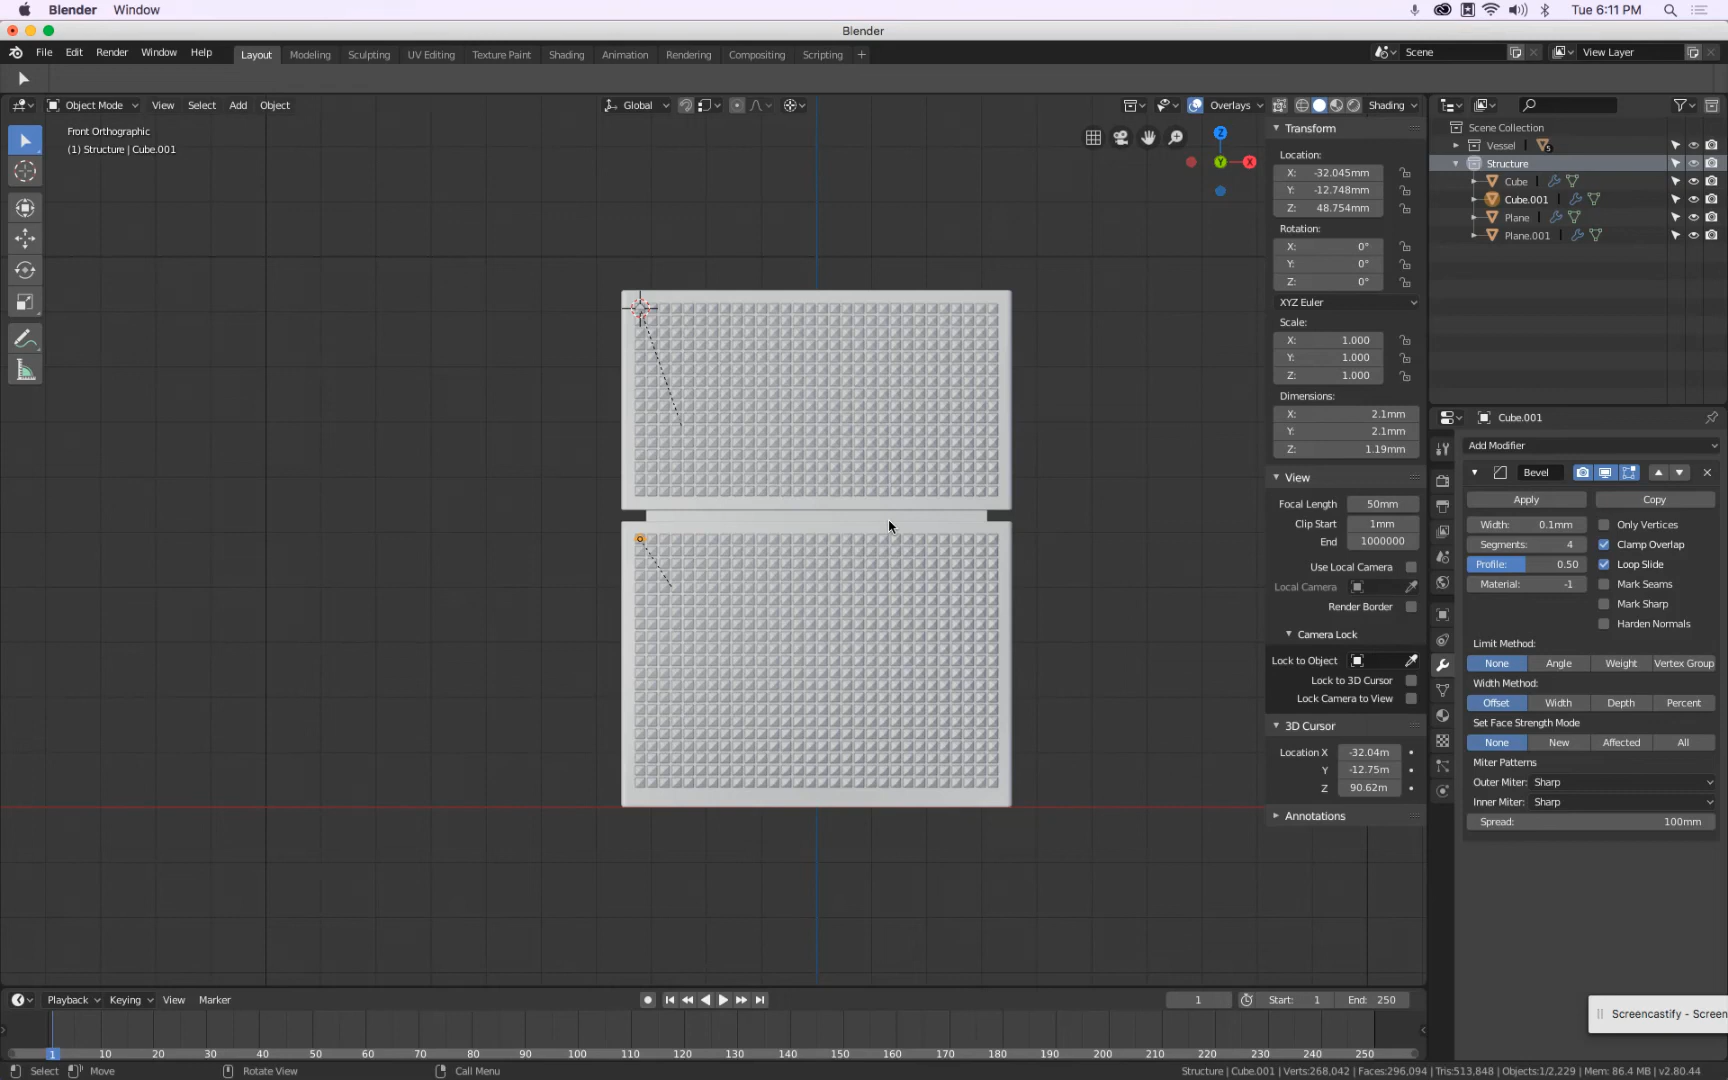 Blender Window Tue 6:11 PM
Blender
File Edit Render Window Help Layout Modeling Sculpting UV Editing Texture Paint Shading Animation Rendering Compositing Scripting + Scene View Layer
Object Mode View Select Add Object Global Overlays Shading
Front Orthographic
(1) Structure | Cube.001
Z
Y
X
Transform
Location:
X: -32.045mm
Y: -12.748mm
Z: 48.754mm
Rotation:
X: 0°
Y: 0°
Z: 0°
XYZ Euler
Scale:
X: 1.000
Y: 1.000
Z: 1.000
Dimensions:
X: 2.1mm
Y: 2.1mm
Z: 1.19mm
View
Focal Length 50mm
Clip Start 1mm
End 1000000
Use Local Camera
Local Camera
Render Border
Camera Lock
Lock to Object
Lock to 3D Cursor
Lock Camera to View
3D Cursor
Location X -32.04m
Y -12.75m
Z 90.62m
Annotations
Scene Collection
Vessel 5
Structure
Cube
Cube.001
Plane
Plane.001
Cube.001
Add Modifier
Bevel
Apply Copy
Width: 0.1mm Only Vertices
Segments: 4 Clamp Overlap
Profile: 0.50 Loop Slide
Material: -1 Mark Seams
Mark Sharp
Harden Normals
Limit Method:
None Angle Weight Vertex Group
Width Method:
Offset Width Depth Percent
Set Face Strength Mode
None New Affected All
Miter Patterns
Outer Miter: Sharp
Inner Miter: Sharp
Spread: 100mm
Playback Keying View Marker 1 Start: 1 End: 250
Screencastify - Screen
1 10 20 30 40 50 60 70 80 90 100 110 120 130 140 150 160 170 180 190 200 210 220 230 240 250
Select Move Rotate View Call Menu Structure | Cube.001 | Verts:268,042 | Faces:296,094 | Tris:513,848 | Objects:1/2,229 | Mem: 86.4 MB | v2.80.44